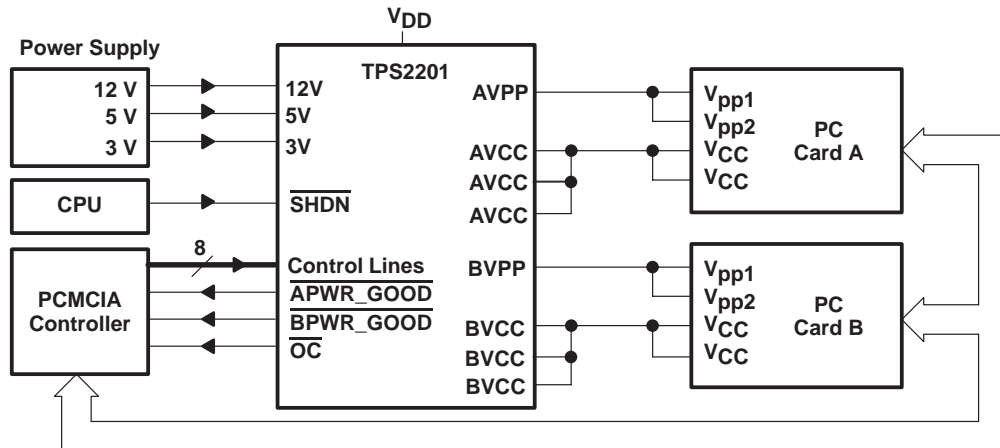 VDD
Power Supply
12 V
5 V
3 V
CPU
PCMCIA
Controller
8
TPS2201
12V
5V
3V
SHDN
Control Lines
APWR_GOOD
BPWR_GOOD
OC
AVPP
AVCC
AVCC
AVCC
BVPP
BVCC
BVCC
BVCC
Vpp1
Vpp2
VCC
VCC
PC
Card A
Vpp1
Vpp2
VCC
VCC
PC
Card B